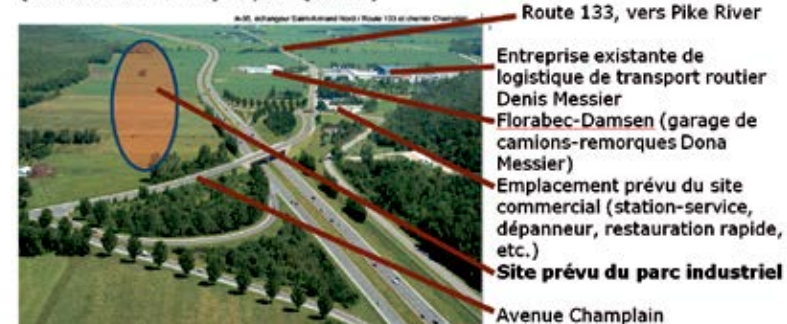 A-35, échangeur Saint-Armand Nord / Route 133 et chemin Champlain
Route 133, vers Pike River
Entreprise existante de
logistique de transport routier
Denis Messier
Florabec-Damsen (garage de
camions-remorques Dona
Messier)
Emplacement prévu du site
commercial (station-service,
dépanneur, restauration rapide,
etc.)
Site prévu du parc industriel
Avenue Champlain